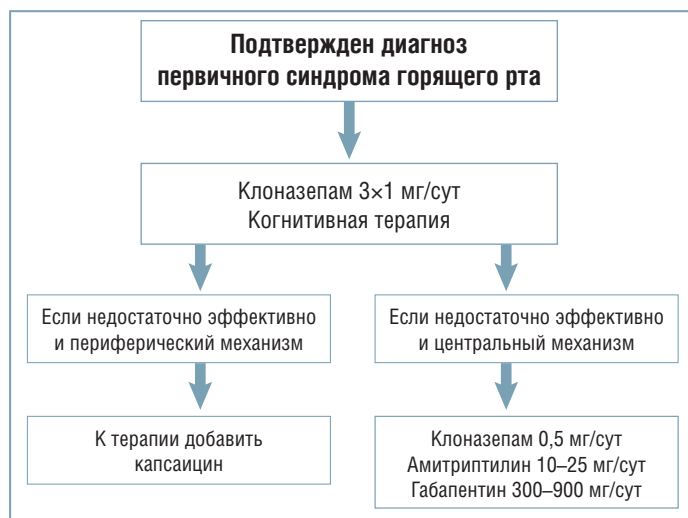 Подтвержден диагноз
первичного синдрома горящего рта
Клоназепам 3×1 мг/сут
Когнитивная терапия
Если недостаточно эффективно
и периферический механизм
Если недостаточно эффективно
и центральный механизм
К терапии добавить
капсаицин
Клоназепам 0,5 мг/сут
Амитриптилин 10–25 мг/сут
Габапентин 300–900 мг/сут